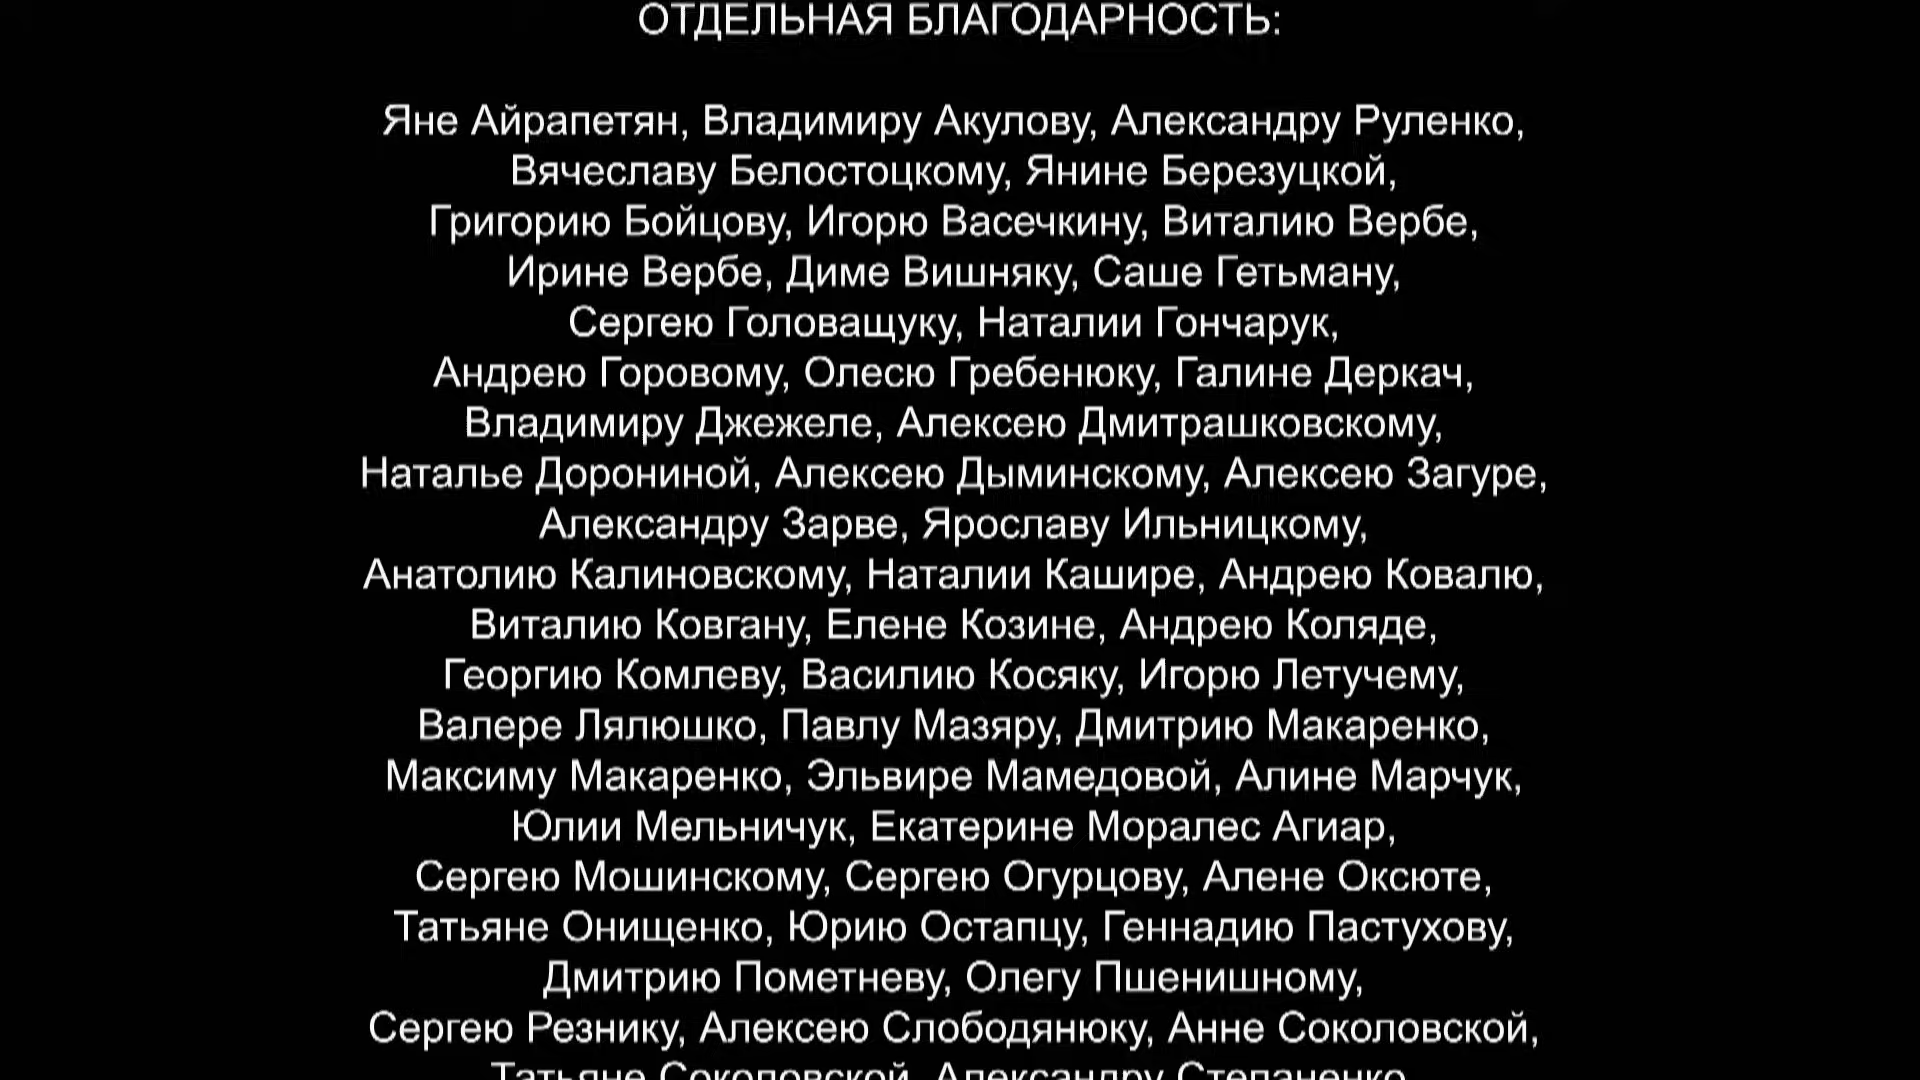 ОТДЕЛЬНАЯ БЛАГОДАРНОСТЬ:
Яне Айрапетян, Владимиру Акулову, Александру Руленко,
Вячеславу Белостоцкому, Янине Березуцкой,
Григорию Бойцову, Игорю Васечкину, Виталию Вербе,
Ирине Вербе, Диме Вишняку, Саше Гетьману,
Сергею Головащуку, Наталии Гончарук,
Андрею Горовому, Олесю Гребенюку, Галине Деркач,
Владимиру Джежеле, Алексею Дмитрашковскому,
Наталье Дорониной, Алексею Дыминскому, Алексею Загуре,
Александру Зарве, Ярославу Ильницкому,
Анатолию Калиновскому, Наталии Кашире, Андрею Ковалю,
Виталию Ковгану, Елене Козине, Андрею Коляде,
Георгию Комлеву, Василию Косяку, Игорю Летучему,
Валере Лялюшко, Павлу Мазяру, Дмитрию Макаренко,
Максиму Макаренко, Эльвире Мамедовой, Алине Марчук,
Юлии Мельничук, Екатерине Моралес Агиар,
Сергею Мошинскому, Сергею Огурцову, Алене Оксюте,
Татьяне Онищенко, Юрию Остапцу, Геннадию Пастухову,
Дмитрию Пометневу, Олегу Пшенишному,
Сергею Резнику, Алексею Слободянюку, Анне Соколовской,
Татьяне Соколовской, Александру Степаненко,